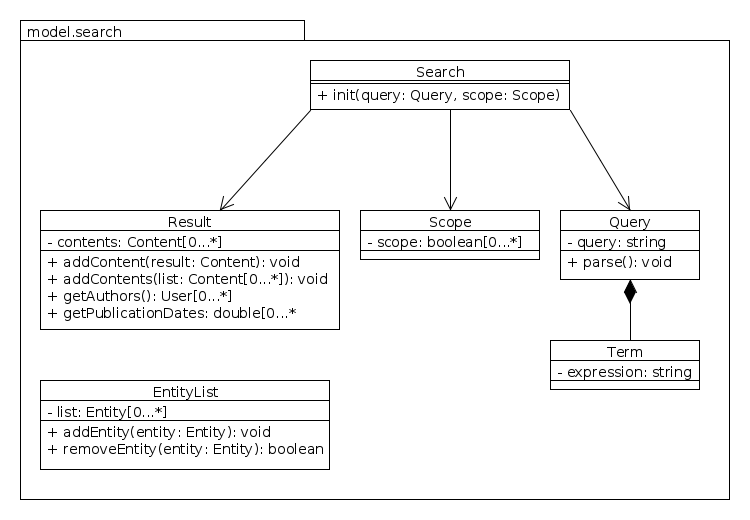 model.search
Search
+ init(query: Query, scope: Scope)
Result
- contents: Content[0...*]
+ addContent(result: Content): void
+ addContents(list: Content[0...*]): void
+ getAuthors(): User[0...*]
+ getPublicationDates: double[0...*
Scope
- scope: boolean[0...*]
Query
- query: string
+ parse(): void
Term
- expression: string
EntityList
- list: Entity[0...*]
+ addEntity(entity: Entity): void
+ removeEntity(entity: Entity): boolean